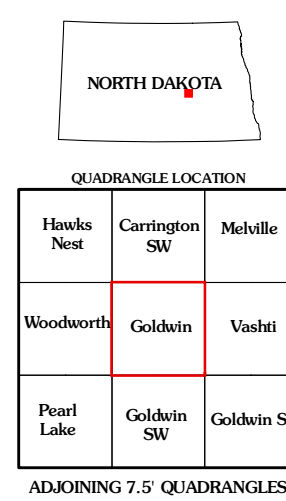 NORTH DAKOTA
QUADRANGLE LOCATION
Hawks Nest
Carrington SW
Melville
Woodworth
Goldwin
Vashti
Pearl Lake
Goldwin SW
Goldwin S
ADJOINING 7.5' QUADRANGLES